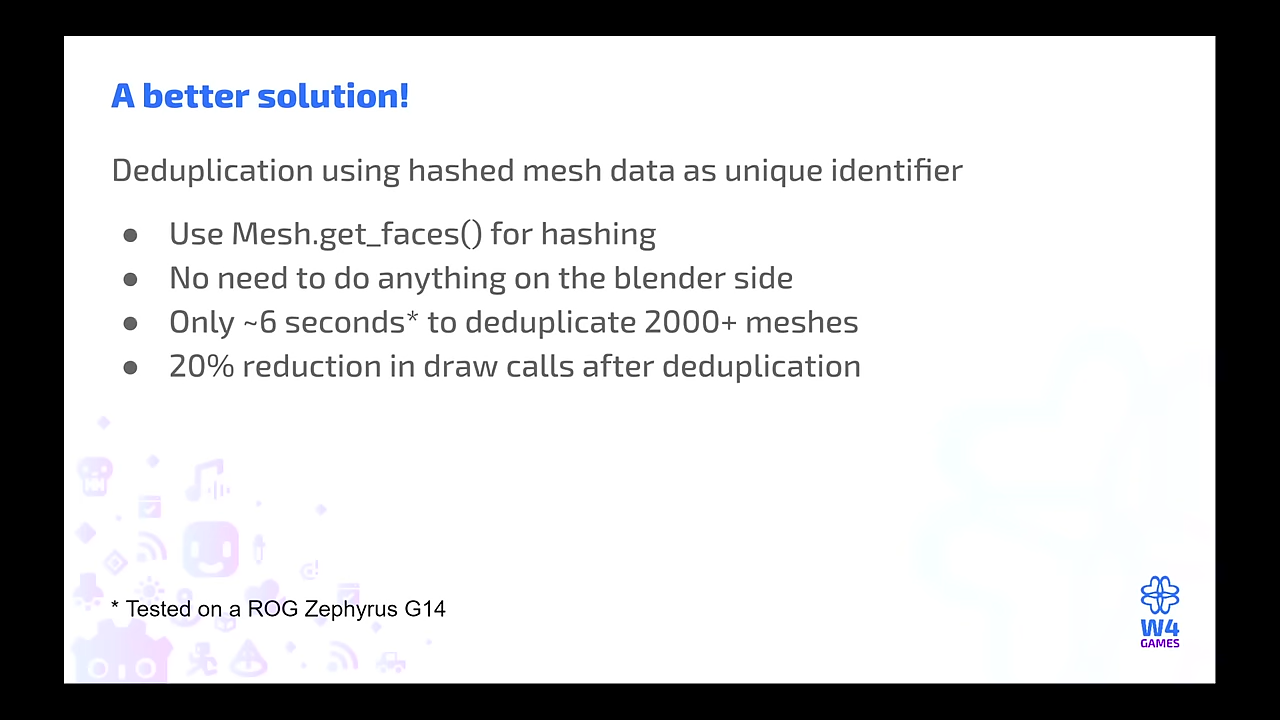 A better solution!
Deduplication using hashed mesh data as unique identifier
● Use Mesh.get_faces() for hashing
● No need to do anything on the blender side
● Only ~6 seconds* to deduplicate 2000+ meshes
● 20% reduction in draw calls after deduplication
* Tested on a ROG Zephyrus G14
W4
GAMES